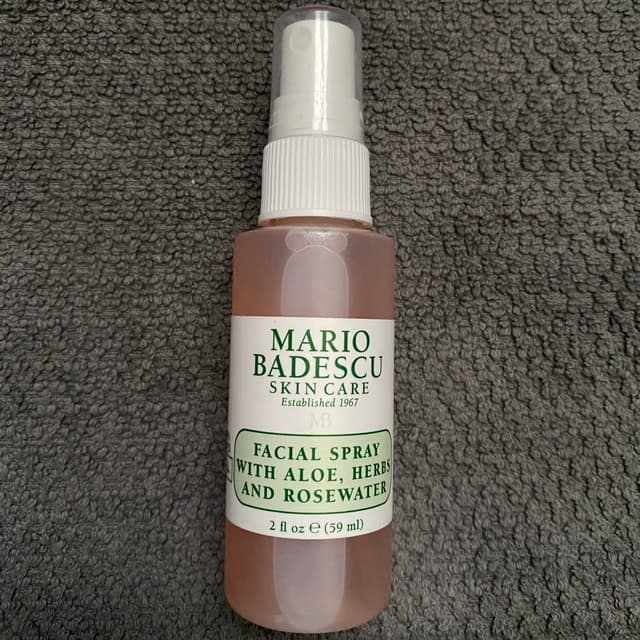 MARIO
BADESCU
SKIN CARE
Established 1967
MB
FACIAL SPRAY
WITH ALOE, HERBS
AND ROSEWATER
2 fl oz ℮ (59 ml)